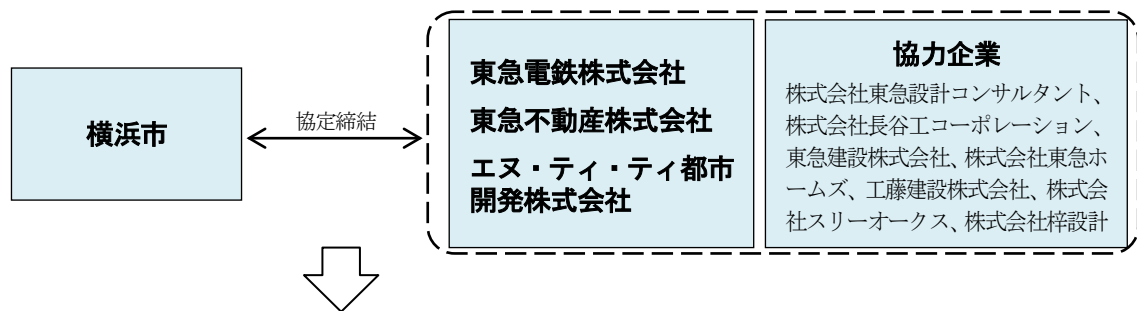 横浜市
協定締結
東急電鉄株式会社
東急不動産株式会社
エヌ・ティ・ティ都市
開発株式会社
協力企業
株式会社東急設計コンサルタント、
株式会社長谷工コーポレーション、
東急建設株式会社、株式会社東急ホ
ームズ、工藤建設株式会社、株式会
社スリーオークス、株式会社梓設計